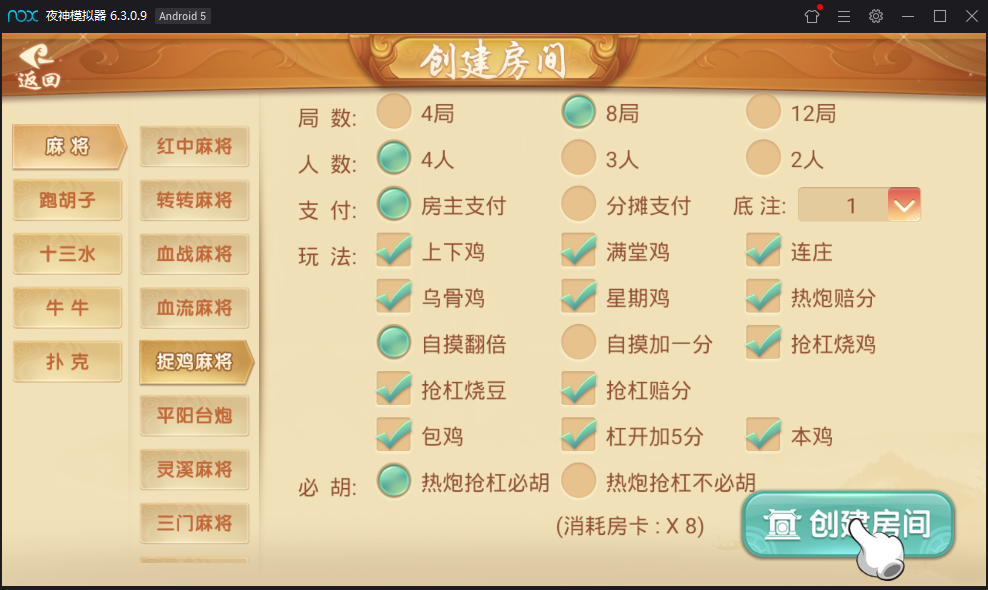 nox 夜神模拟器 6.3.0.9 Android 5
返回
创建房间
麻将
跑胡子
十三水
牛牛
扑克
红中麻将
转转麻将
血战麻将
血流麻将
捉鸡麻将
平阳台炮
灵溪麻将
三门麻将
局 数: 4局 8局 12局
人 数: 4人 3人 2人
支 付: 房主支付 分摊支付 底 注: 1
玩 法: 上下鸡 满堂鸡 连庄
乌骨鸡 星期鸡 热炮赔分
自摸翻倍 自摸加一分 抢杠烧鸡
抢杠烧豆 抢杠赔分
包鸡 杠开加5分 本鸡
必 胡: 热炮抢杠必胡 热炮抢杠不必胡
(消耗房卡 : X 8)
创建房间